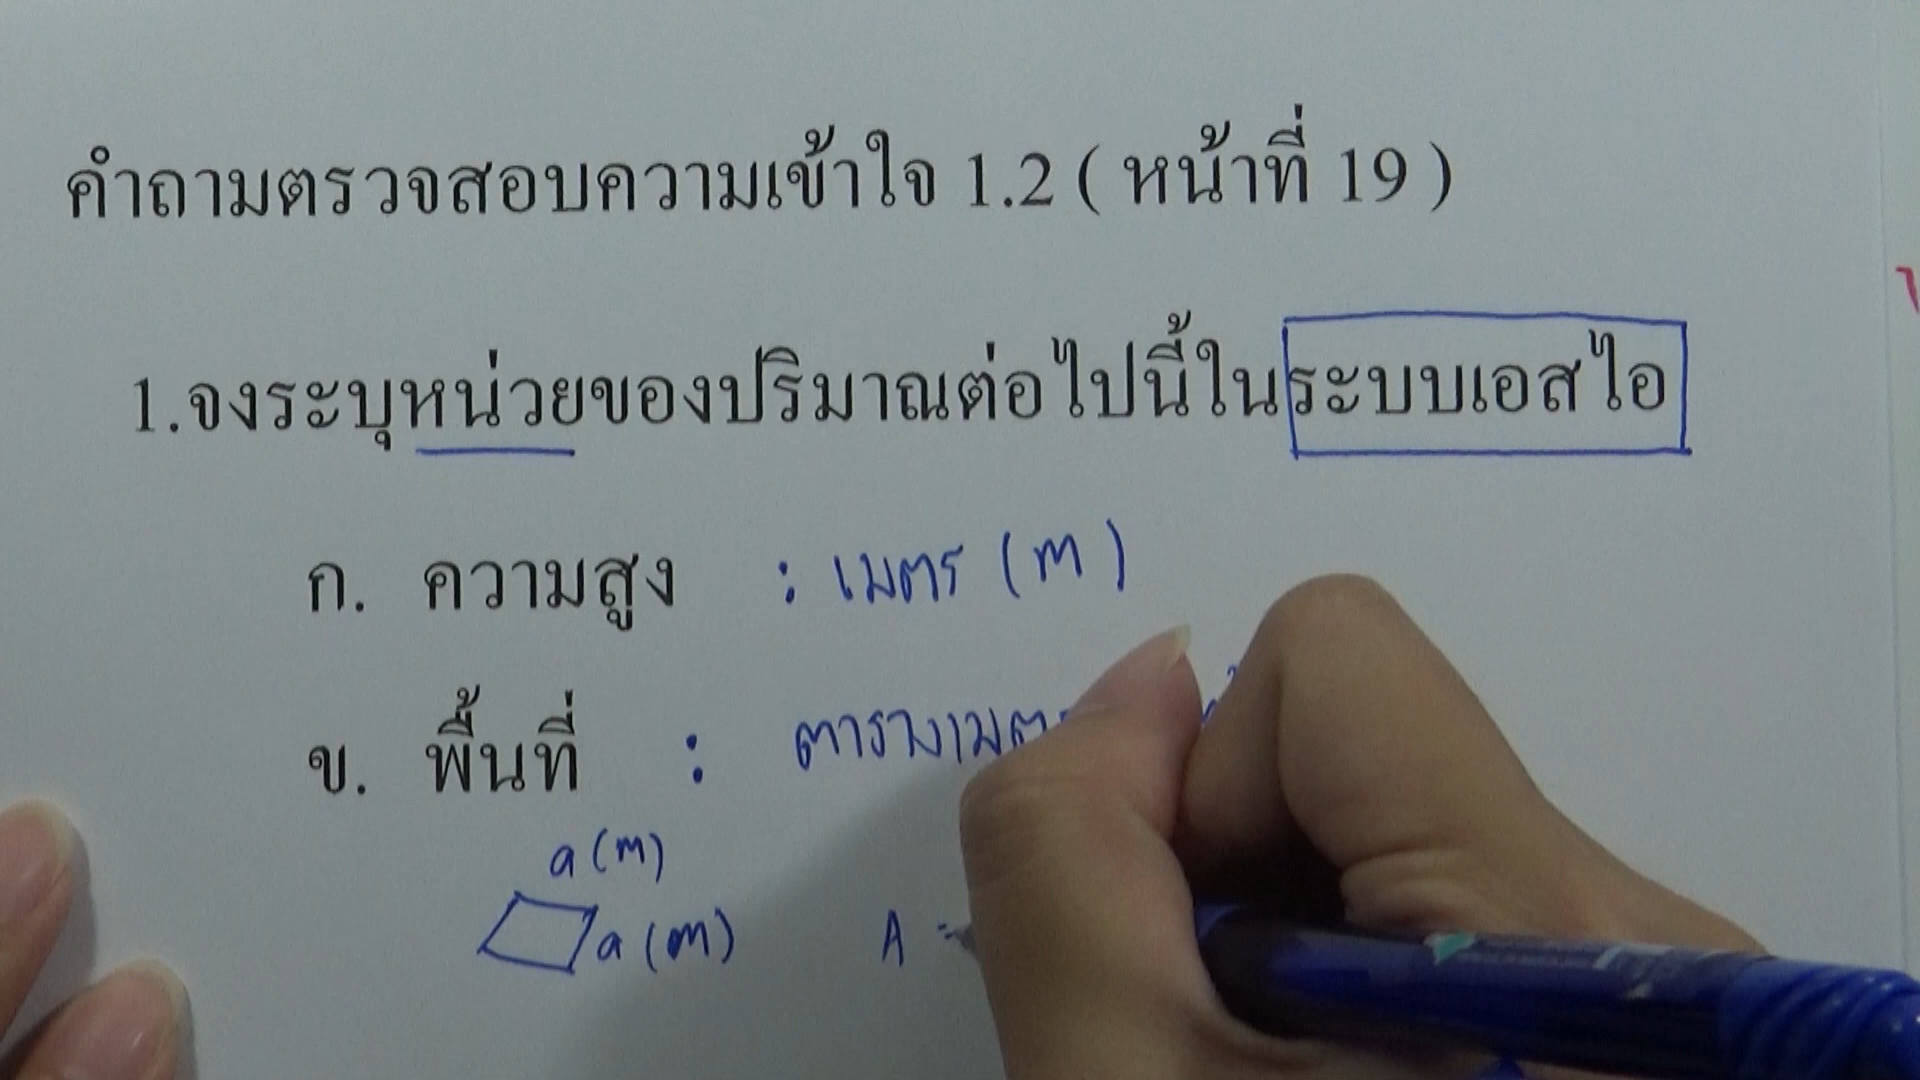 คำถามตรวจสอบความเข้าใจ 1.2 ( หน้าที่ 19 )
1.จงระบุหน่วยของปริมาณต่อไปนี้ในระบบเอสไอ
ก. ความสูง : เมตร (m)
ข. พื้นที่ :
a (m)
a (m) A =